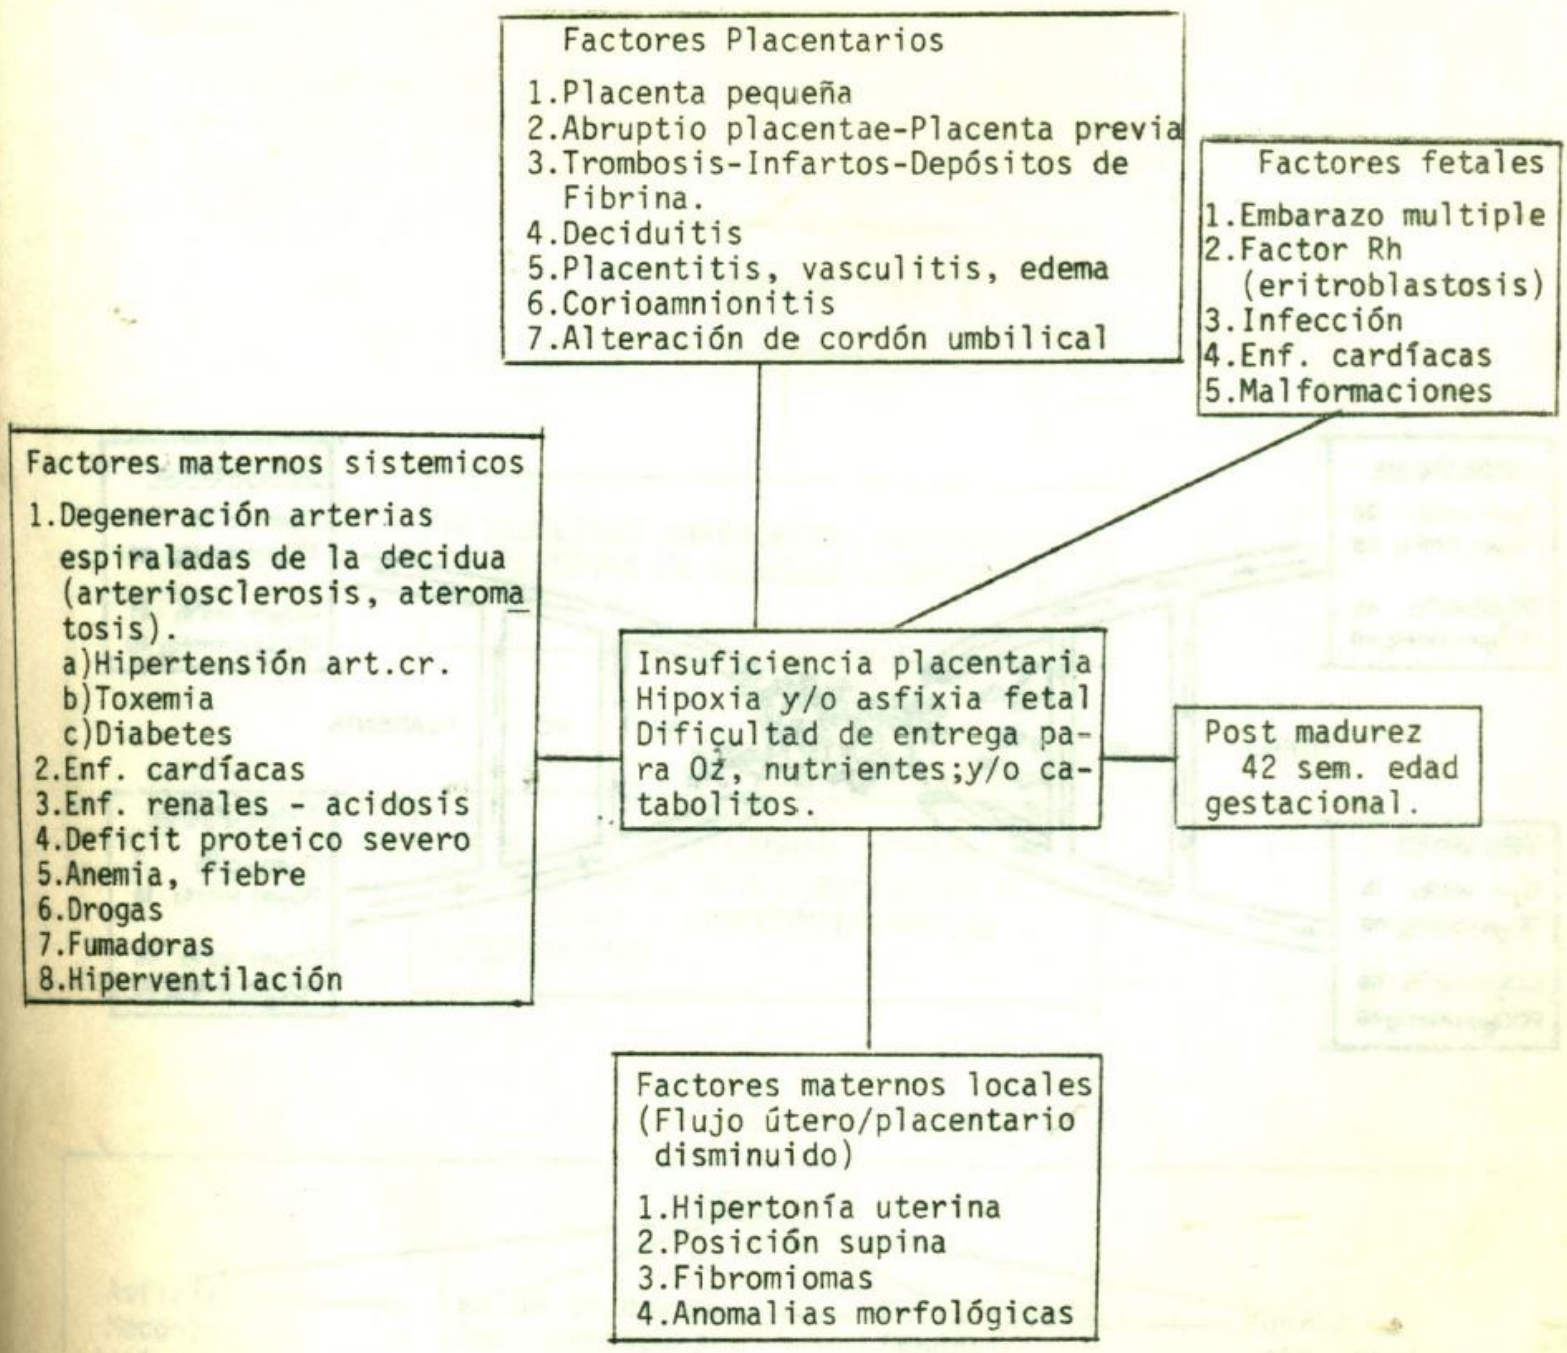 Factores Placentarios
1.Placenta pequeña
2.Abruptio placentae-Placenta previa
3.Trombosis-Infartos-Depósitos de
Fibrina.
4.Deciduitis
5.Placentitis, vasculitis, edema
6.Corioamnionitis
7.Alteración de cordón umbilical
Factores fetales
1.Embarazo multiple
2.Factor Rh
(eritroblastosis)
3.Infección
4.Enf. cardíacas
5.Malformaciones
Factores maternos sistemicos
1.Degeneración arterias
espiraladas de la decidua
(arteriosclerosis, ateroma
tosis).
a)Hipertensión art.cr.
b)Toxemia
c)Diabetes
2.Enf. cardíacas
3.Enf. renales - acidosis
4.Deficit proteico severo
5.Anemia, fiebre
6.Drogas
7.Fumadoras
8.Hiperventilación
Insuficiencia placentaria
Hipoxia y/o asfixia fetal
Dificultad de entrega pa-
ra O2, nutrientes;y/o ca-
tabolitos.
Post madurez
42 sem. edad
gestacional.
Factores maternos locales
(Flujo útero/placentario
disminuido)
1.Hipertonía uterina
2.Posición supina
3.Fibromiomas
4.Anomalias morfológicas